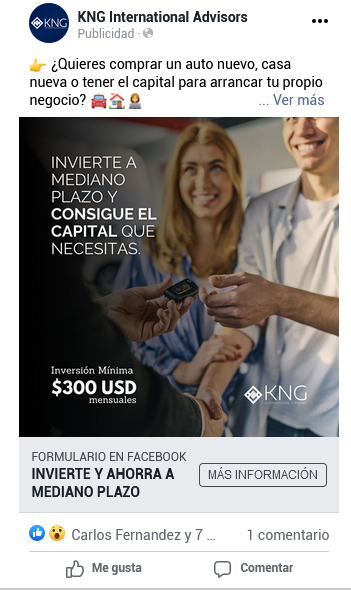 KNG
KNG International Advisors
Publicidad ·
👉 ¿Quieres comprar un auto nuevo, casa
nueva o tener el capital para arrancar tu propio
negocio? 🚘🏠👩‍💼 ... Ver más
INVIERTE A
MEDIANO
PLAZO Y
CONSIGUE EL
CAPITAL QUE
NECESITAS.
Inversión Mínima
$300 USD
mensuales
KNG
FORMULARIO EN FACEBOOK
INVIERTE Y AHORRA A
MEDIANO PLAZO
MÁS INFORMACIÓN
Carlos Fernandez y 7 ... 1 comentario
Me gusta Comentar